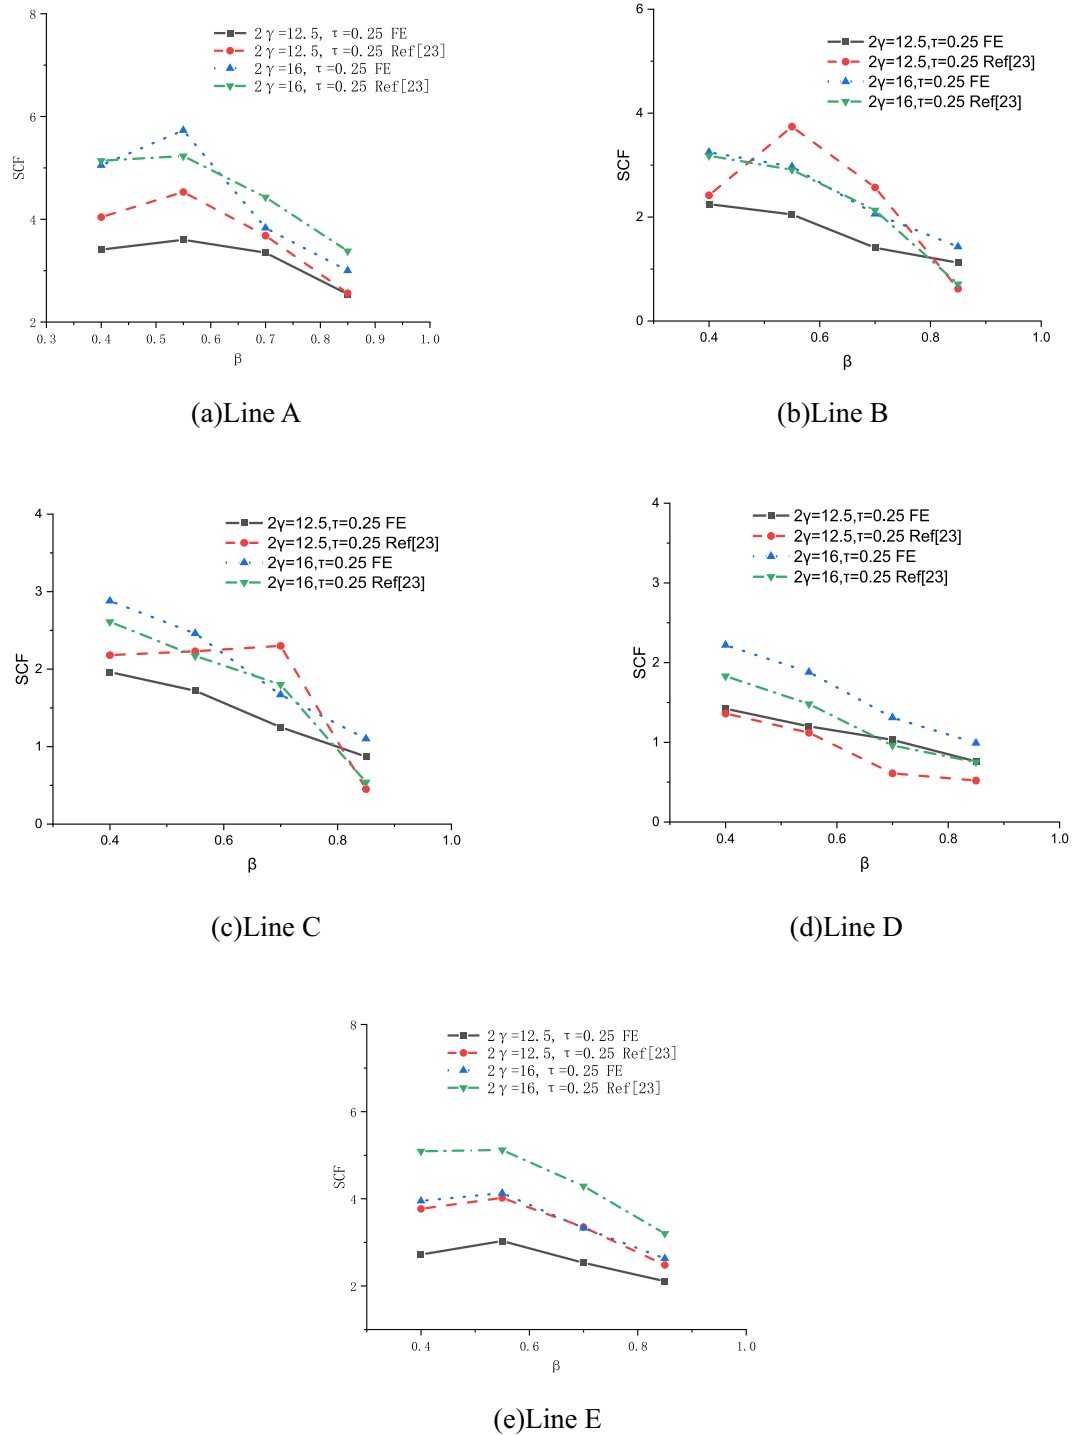 8
6
4
2
SCF
2γ=12.5, τ=0.25 FE
2γ=12.5, τ=0.25 Ref[23]
2γ=16, τ=0.25 FE
2γ=16, τ=0.25 Ref[23]
0.3 0.4 0.5 0.6 0.7 0.8 0.9 1.0
β
(a)Line A
6
4
2
0
SCF
2γ=12.5,τ=0.25 FE
2γ=12.5,τ=0.25 Ref[23]
2γ=16,τ=0.25 FE
2γ=16,τ=0.25 Ref[23]
0.4 0.6 0.8 1.0
β
(b)Line B
4
3
2
1
0
SCF
2γ=12.5,τ=0.25 FE
2γ=12.5,τ=0.25 Ref[23]
2γ=16,τ=0.25 FE
2γ=16,τ=0.25 Ref[23]
0.4 0.6 0.8 1.0
β
(c)Line C
4
3
2
1
0
SCF
2γ=12.5,τ=0.25 FE
2γ=12.5,τ=0.25 Ref[23]
2γ=16,τ=0.25 FE
2γ=16,τ=0.25 Ref[23]
0.4 0.6 0.8 1.0
β
(d)Line D
8
6
4
2
SCF
2γ=12.5, τ=0.25 FE
2γ=12.5, τ=0.25 Ref[23]
2γ=16, τ=0.25 FE
2γ=16, τ=0.25 Ref[23]
0.4 0.6 0.8 1.0
β
(e)Line E